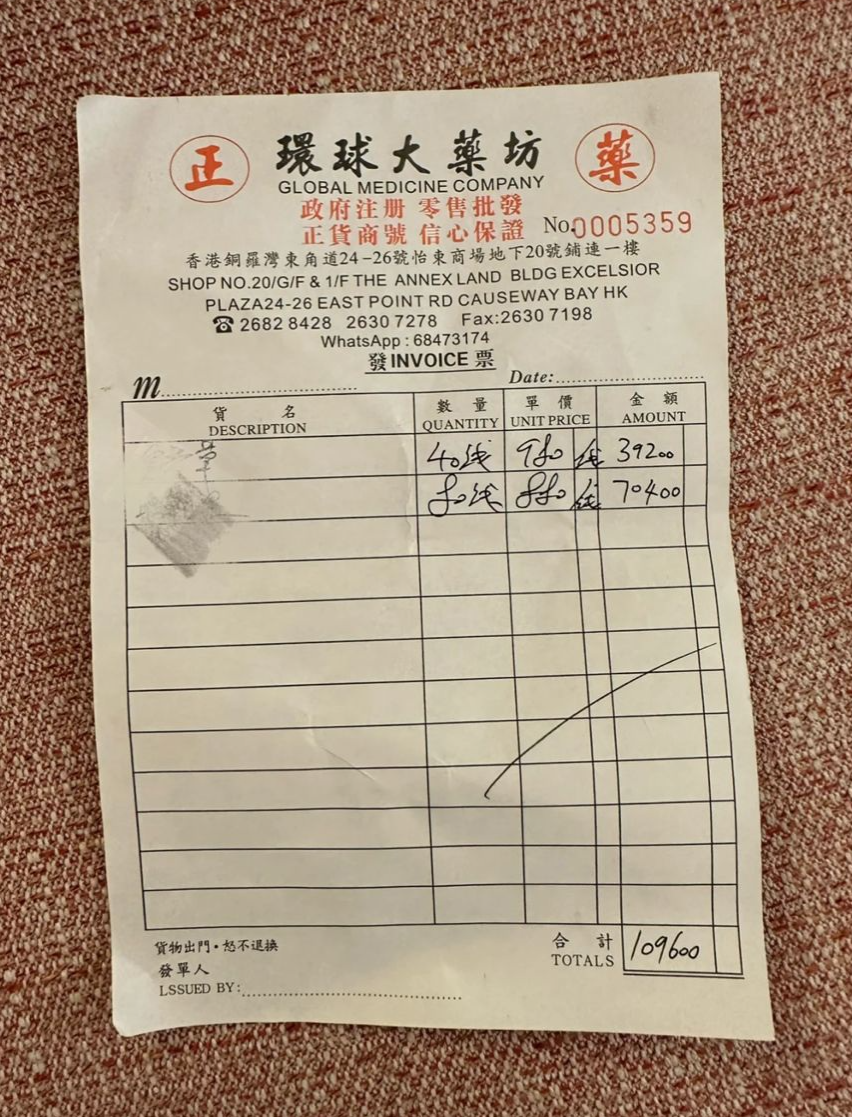 正 環球大薬坊 薬
GLOBAL MEDICINE COMPANY
政府注册 零售批發
正貨商號 信心保證 No.0005359
香港銅羅灣東角道24-26號怡東商場地下20號鋪連一樓
SHOP NO.20/G/F & 1/F THE ANNEX LAND BLDG EXCELSIOR
PLAZA24-26 EAST POINT RD CAUSEWAY BAY HK
☎ 2682 8428 2630 7278 Fax:2630 7198
WhatsApp : 68473174
發INVOICE票
M
Date:
貨名 數量 單價 金額
DESCRIPTION QUANTITY UNIT PRICE AMOUNT
40 980 39200
80 880 70400
貨物出門·恕不退換
合計 109600
TOTALS
發單人
LSSUED BY: